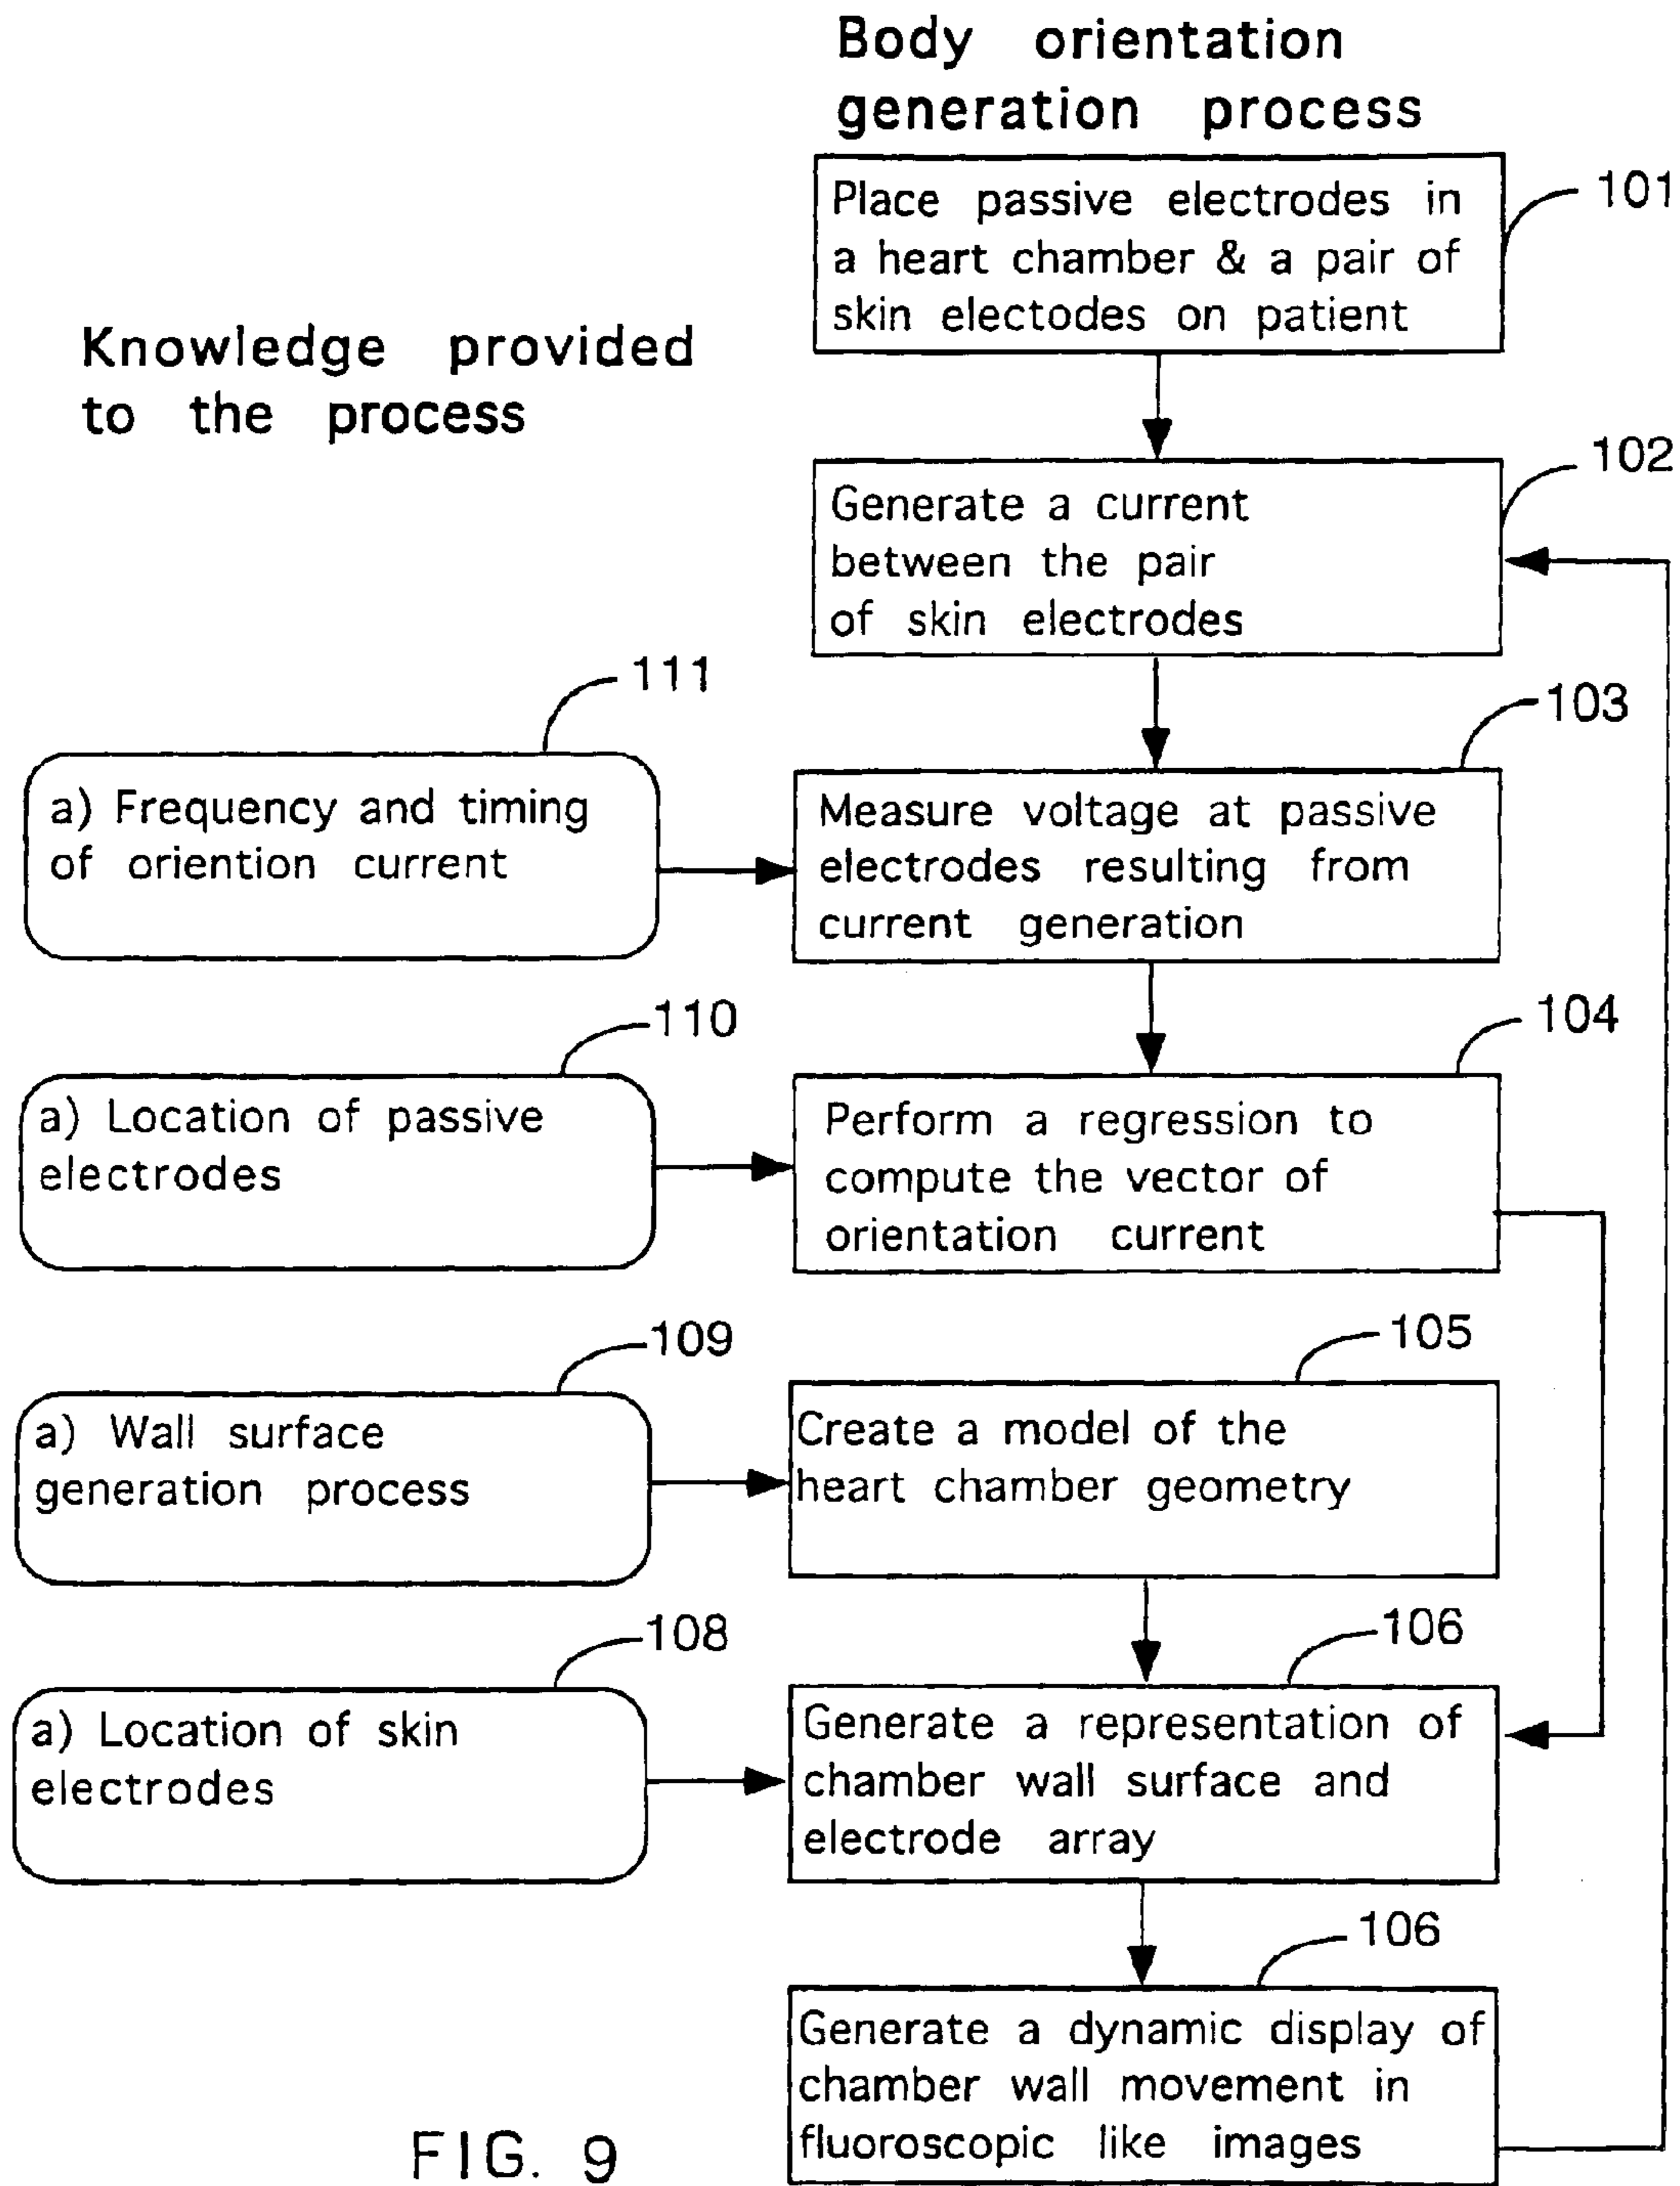 Body orientation
generation process
Place passive electrodes in
a heart chamber & a pair of
skin electodes on patient
101
Knowledge provided
to the process
Generate a current
between the pair
of skin electrodes
102
111
a) Frequency and timing
of oriention current
103
Measure voltage at passive
electrodes resulting from
current generation
110
a) Location of passive
electrodes
104
Perform a regression to
compute the vector of
orientation current
109
a) Wall surface
generation process
105
Create a model of the
heart chamber geometry
108
a) Location of skin
electrodes
106
Generate a representation of
chamber wall surface and
electrode array
106
Generate a dynamic display of
chamber wall movement in
fluoroscopic like images
FIG. 9